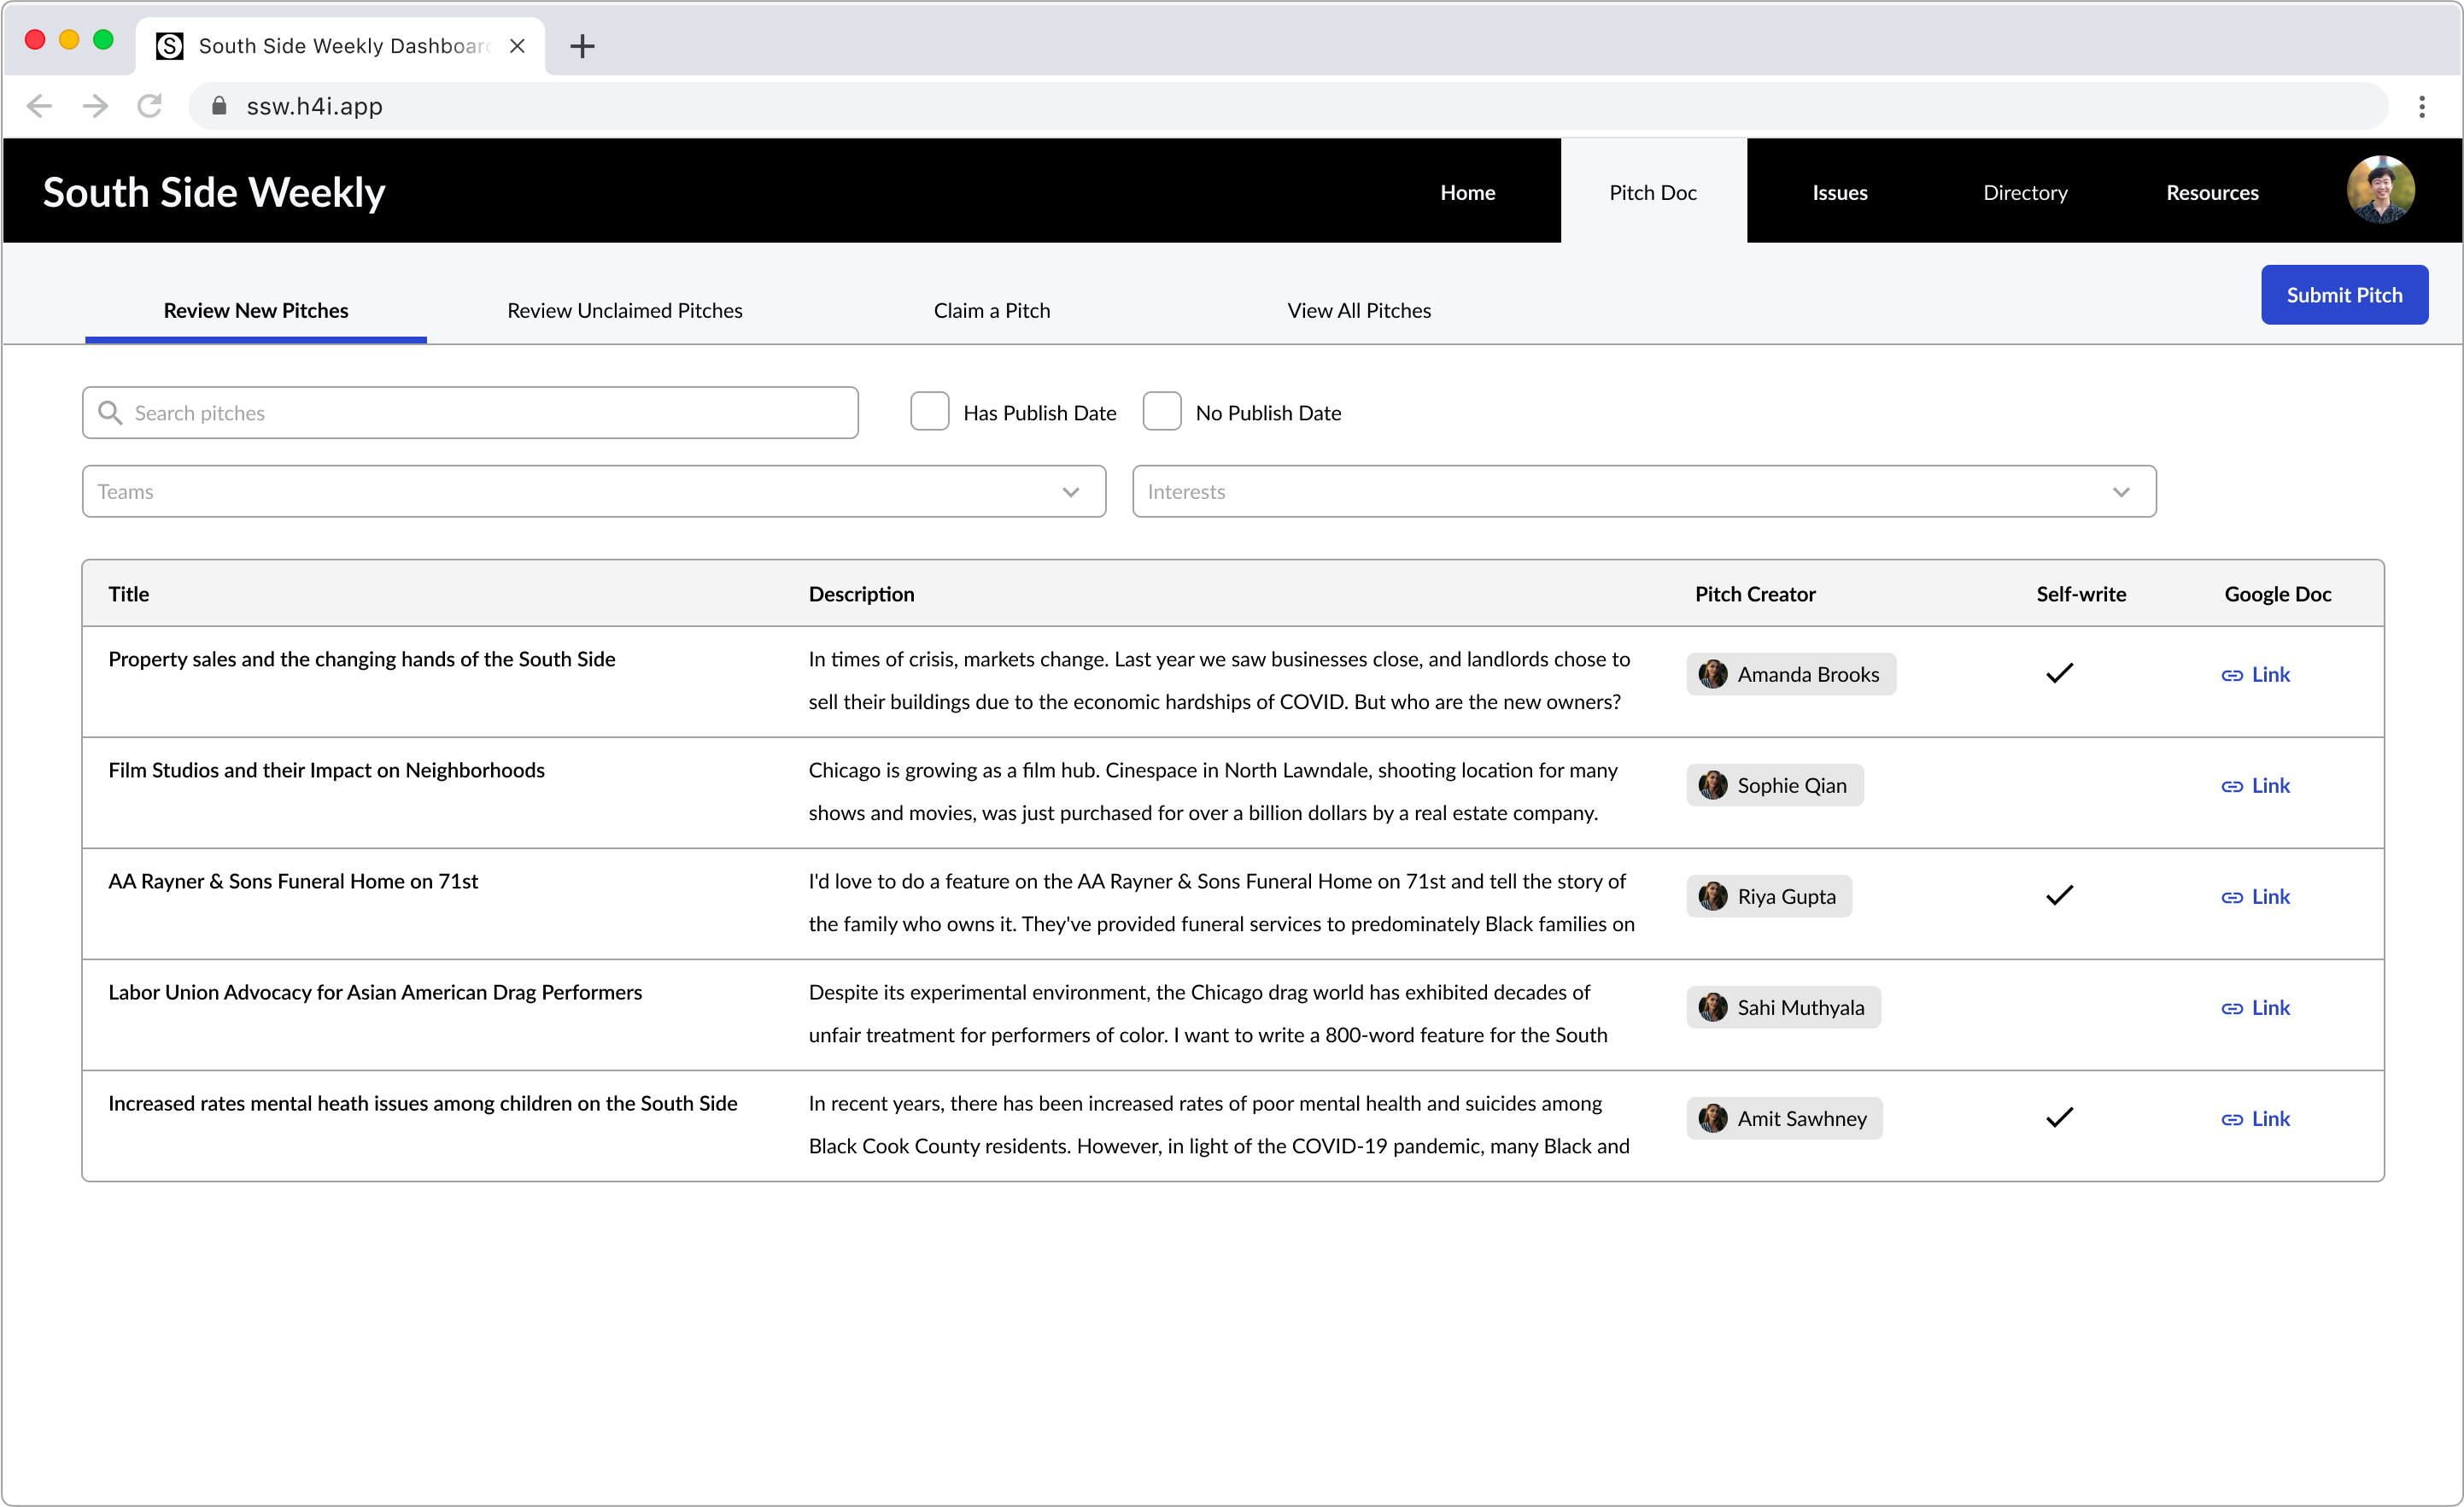 South Side Weekly Dashboard
ssw.h4i.app
South Side Weekly
Home
Pitch Doc
Issues
Directory
Resources
Review New Pitches
Review Unclaimed Pitches
Claim a Pitch
View All Pitches
Submit Pitch
Search pitches
Has Publish Date
No Publish Date
Teams
Interests
Title
Description
Pitch Creator
Self-write
Google Doc
Property sales and the changing hands of the South Side
In times of crisis, markets change. Last year we saw businesses close, and landlords chose to
sell their buildings due to the economic hardships of COVID. But who are the new owners?
Amanda Brooks
Link
Film Studios and their Impact on Neighborhoods
Chicago is growing as a film hub. Cinespace in North Lawndale, shooting location for many
shows and movies, was just purchased for over a billion dollars by a real estate company.
Sophie Qian
Link
AA Rayner & Sons Funeral Home on 71st
I'd love to do a feature on the AA Rayner & Sons Funeral Home on 71st and tell the story of
the family who owns it. They've provided funeral services to predominately Black families on
Riya Gupta
Link
Labor Union Advocacy for Asian American Drag Performers
Despite its experimental environment, the Chicago drag world has exhibited decades of
unfair treatment for performers of color. I want to write a 800-word feature for the South
Sahi Muthyala
Link
Increased rates mental heath issues among children on the South Side
In recent years, there has been increased rates of poor mental health and suicides among
Black Cook County residents. However, in light of the COVID-19 pandemic, many Black and
Amit Sawhney
Link